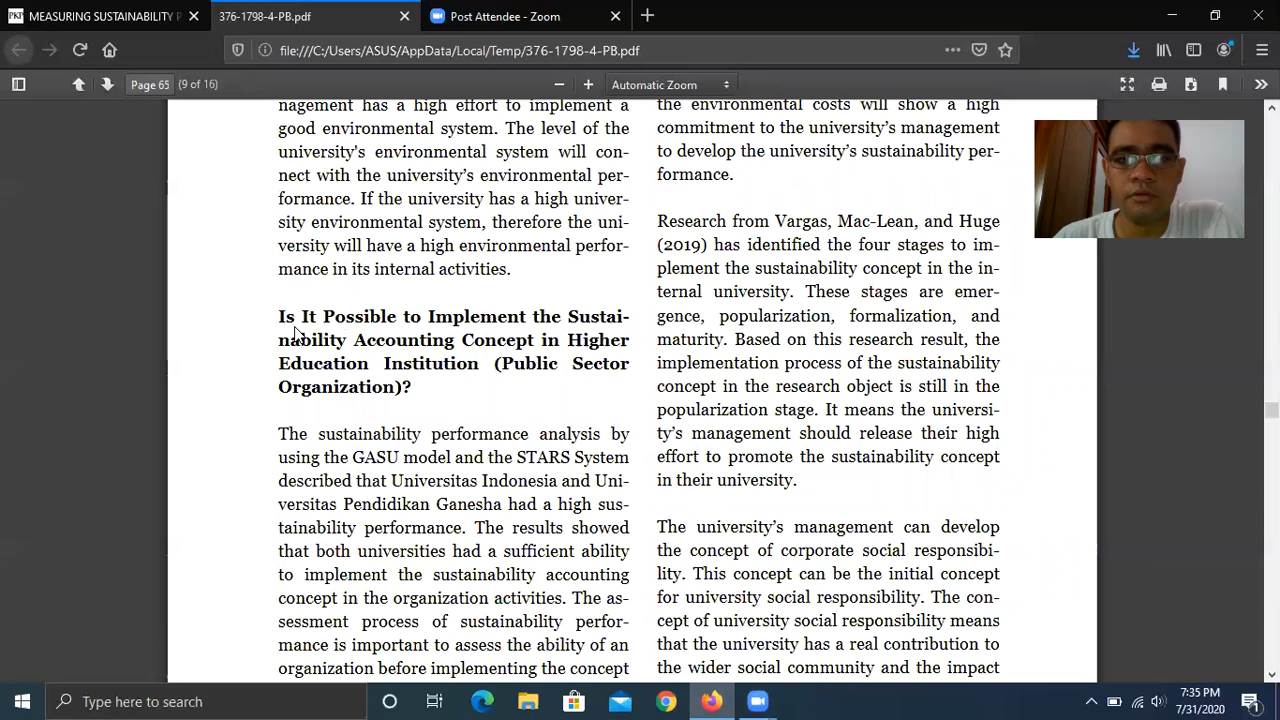 MEASURING SUSTAINABILITY P
376-1798-4-PB.pdf
Post Attendee - Zoom
file:///C:/Users/ASUS/AppData/Local/Temp/376-1798-4-PB.pdf
Page 65
(9 of 16)
Automatic Zoom
nagement has a high effort to implement a
good environmental system. The level of the
university's environmental system will con-
nect with the university's environmental per-
formance. If the university has a high univer-
sity environmental system, therefore the uni-
versity will have a high environmental perfor-
mance in its internal activities.
Is It Possible to Implement the Sustai-
nability Accounting Concept in Higher
Education Institution (Public Sector
Organization)?
The sustainability performance analysis by
using the GASU model and the STARS System
described that Universitas Indonesia and Uni-
versitas Pendidikan Ganesha had a high sus-
tainability performance. The results showed
that both universities had a sufficient ability
to implement the sustainability accounting
concept in the organization activities. The as-
sessment process of sustainability perfor-
mance is important to assess the ability of an
organization before implementing the concept
the environmental costs will show a high
commitment to the university's management
to develop the university's sustainability per-
formance.
Research from Vargas, Mac-Lean, and Huge
(2019) has identified the four stages to im-
plement the sustainability concept in the in-
ternal university. These stages are emer-
gence, popularization, formalization, and
maturity. Based on this research result, the
implementation process of the sustainability
concept in the research object is still in the
popularization stage. It means the universi-
ty's management should release their high
effort to promote the sustainability concept
in their university.
The university's management can develop
the concept of corporate social responsibi-
lity. This concept can be the initial concept
for university social responsibility. The con-
cept of university social responsibility means
that the university has a real contribution to
the wider social community and the impact
Type here to search
7:35 PM
7/31/2020